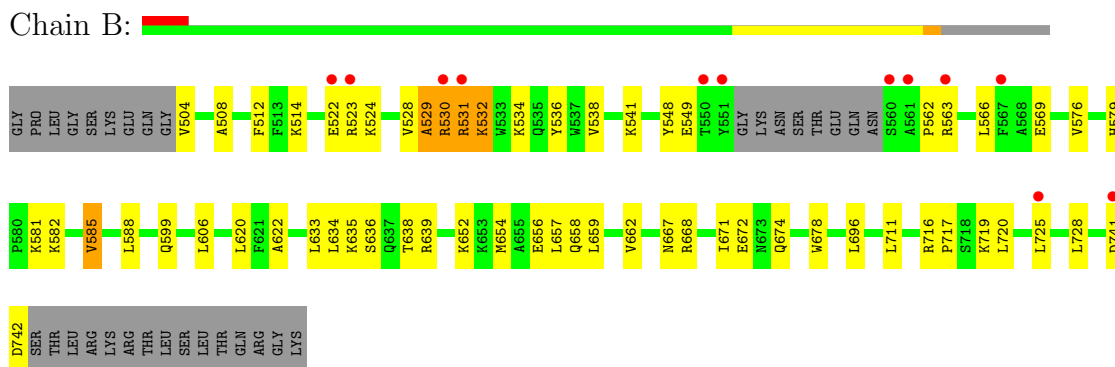 Chain B:
GLY PRO LEU GLY SER LYS GLU GLN GLY V504 A508 F512 F513 K514 E522 R523 K524 V528 A529 R530 R531 K532 W533 K534 Q535 Y536 W537 V538 K541 Y548 E549 T550 Y551 GLY LYS ASN SER THR GLU GLN ASN S560 A561 P562 R563 L566 F567 A568 E569 V576 H579
P580 K581 K582 V585 L588 Q599 L606 L620 F621 A622 L633 L634 K635 S636 Q637 T638 R639 K652 K653 M654 A655 E656 L657 Q658 L659 V662 N667 R668 I671 E672 N673 Q674 W678 L696 L711 R716 P717 S718 K719 L720 L725 L728 D741
D742 SER THR LEU ARG LYS ARG THR LEU SER LEU THR GLN ARG GLY LYS